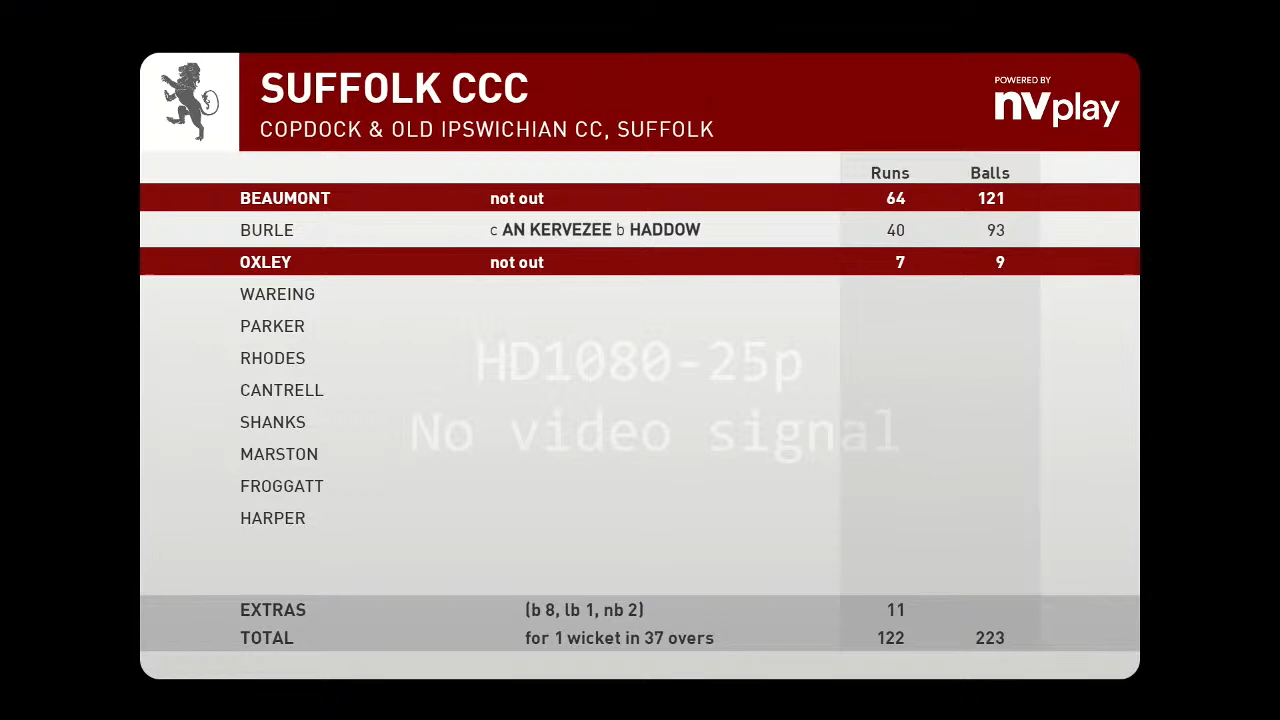 SUFFOLK CCC
COPDOCK & OLD IPSWICHIAN CC, SUFFOLK
POWERED BY
nvplay
Runs Balls
BEAUMONT not out 64 121
BURLE c AN KERVEZEE b HADDOW 40 93
OXLEY not out 7 9
WAREING
PARKER
RHODES
HD1080-25p
CANTRELL
SHANKS
No video signal
MARSTON
FROGGATT
HARPER
EXTRAS (b 8, lb 1, nb 2) 11
TOTAL for 1 wicket in 37 overs 122 223